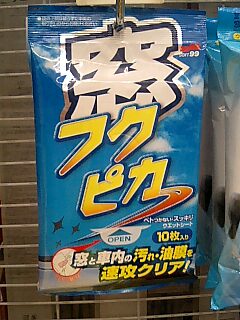 窓
SOFT99
フク
ピカ
ベトつかないスッキリ
ウエットシート
OPEN
10枚入り
窓と車内の汚れ・油膜を
速攻クリア!